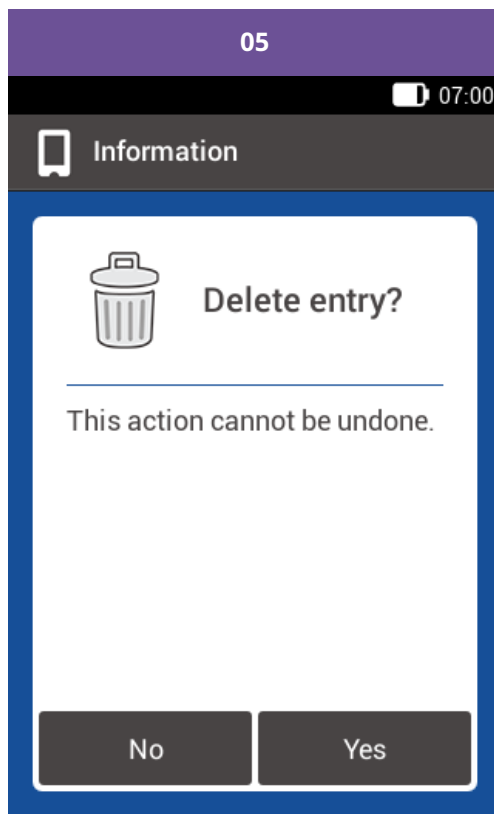 05
07:00
Information
Delete entry?
This action cannot be undone.
No
Yes